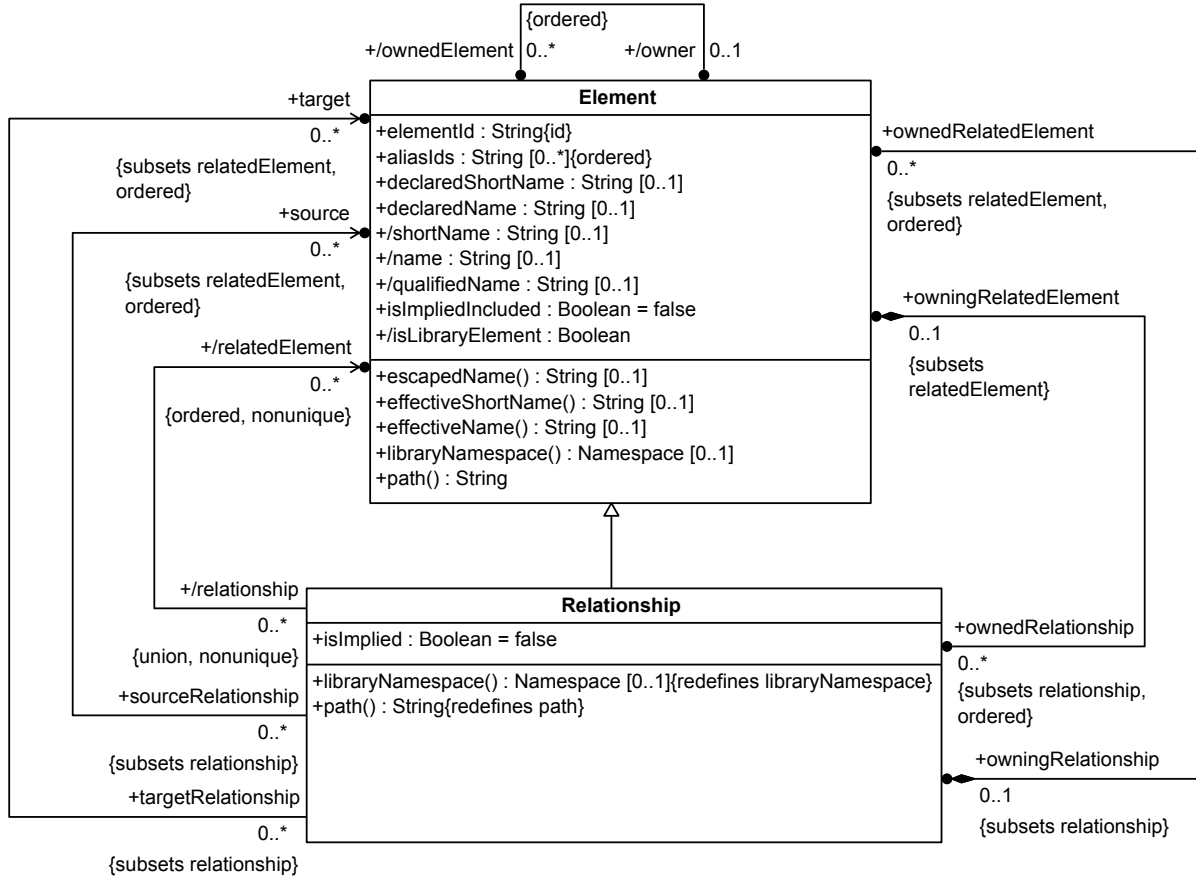 {ordered}
+/ownedElement 0..* +/owner 0..1
Element
+elementId : String{id}
+aliasIds : String [0..*]{ordered}
+declaredShortName : String [0..1]
+declaredName : String [0..1]
+/shortName : String [0..1]
+/name : String [0..1]
+/qualifiedName : String [0..1]
+isImpliedIncluded : Boolean = false
+/isLibraryElement : Boolean
+escapedName() : String [0..1]
+effectiveShortName() : String [0..1]
+effectiveName() : String [0..1]
+libraryNamespace() : Namespace [0..1]
+path() : String
+target
0..*
{subsets relatedElement,
ordered}
+source
0..*
{subsets relatedElement,
ordered}
+/relatedElement
0..*
{ordered, nonunique}
+ownedRelatedElement
0..*
{subsets relatedElement,
ordered}
+owningRelatedElement
0..1
{subsets
relatedElement}
+/relationship
0..*
{union, nonunique}
+sourceRelationship
0..*
{subsets relationship}
+targetRelationship
0..*
{subsets relationship}
Relationship
+isImplied : Boolean = false
+libraryNamespace() : Namespace [0..1]{redefines libraryNamespace}
+path() : String{redefines path}
+ownedRelationship
0..*
{subsets relationship,
ordered}
+owningRelationship
0..1
{subsets relationship}